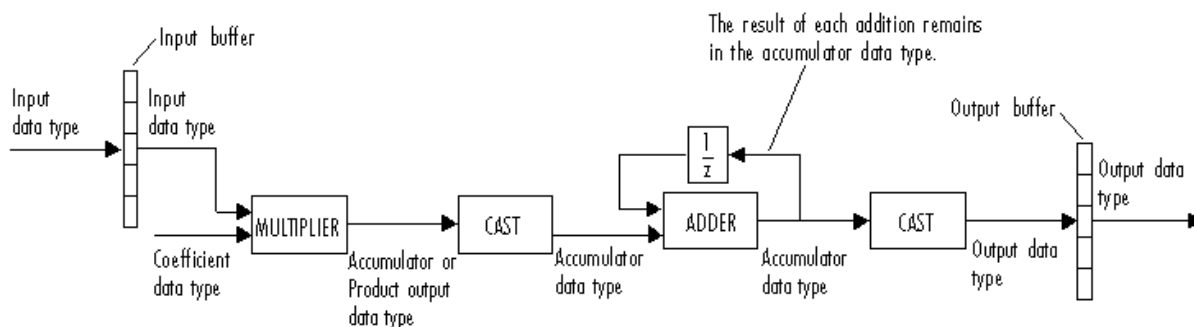 The result of each addition remains
in the accumulator data type.
Input buffer
Input
data type
Input
data type
Output buffer
Output data
type
1
z
MULTIPLIER
CAST
ADDER
CAST
Coefficient
data type
Accumulator or
Product output
data type
Accumulator
data type
Accumulator
data type
Output data
type